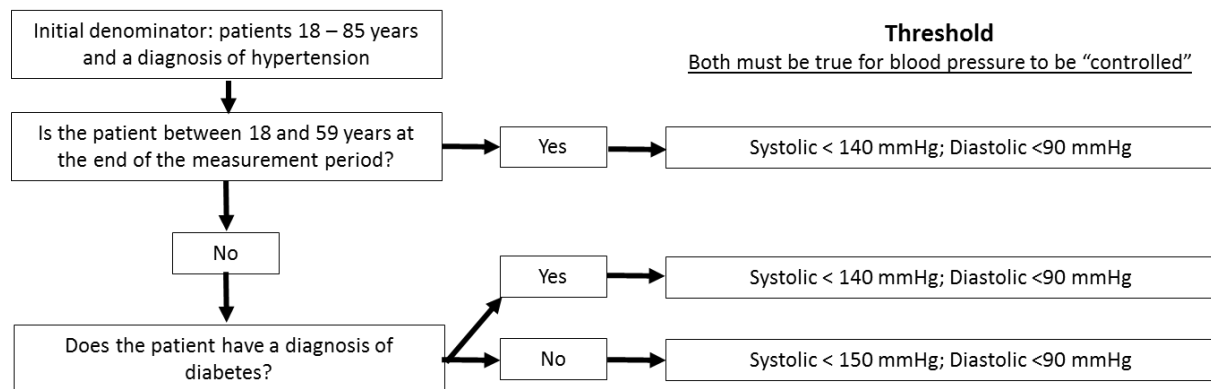 Initial denominator: patients 18 – 85 years
and a diagnosis of hypertension
Threshold
Both must be true for blood pressure to be “controlled”
Is the patient between 18 and 59 years at
the end of the measurement period?
Yes
Systolic < 140 mmHg; Diastolic <90 mmHg
No
Yes
Systolic < 140 mmHg; Diastolic <90 mmHg
Does the patient have a diagnosis of
diabetes?
No
Systolic < 150 mmHg; Diastolic <90 mmHg